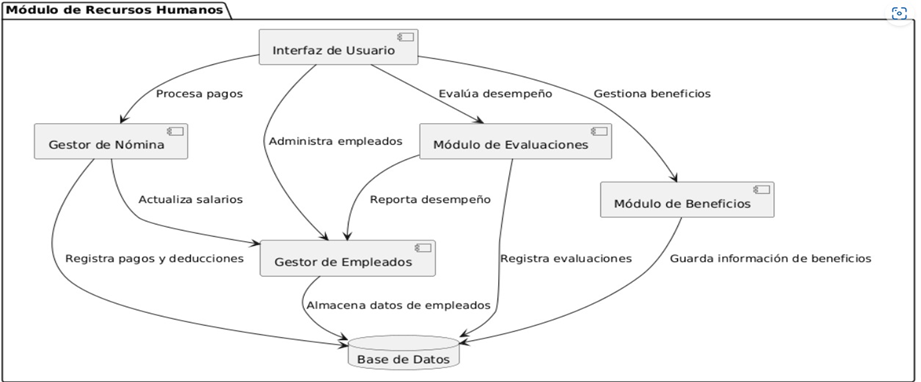 Módulo de Recursos Humanos
Interfaz de Usuario
Procesa pagos
Evalúa desempeño
Gestiona beneficios
Gestor de Nómina
Administra empleados
Módulo de Evaluaciones
Actualiza salarios
Reporta desempeño
Módulo de Beneficios
Registra pagos y deducciones
Gestor de Empleados
Registra evaluaciones
Guarda información de beneficios
Almacena datos de empleados
Base de Datos